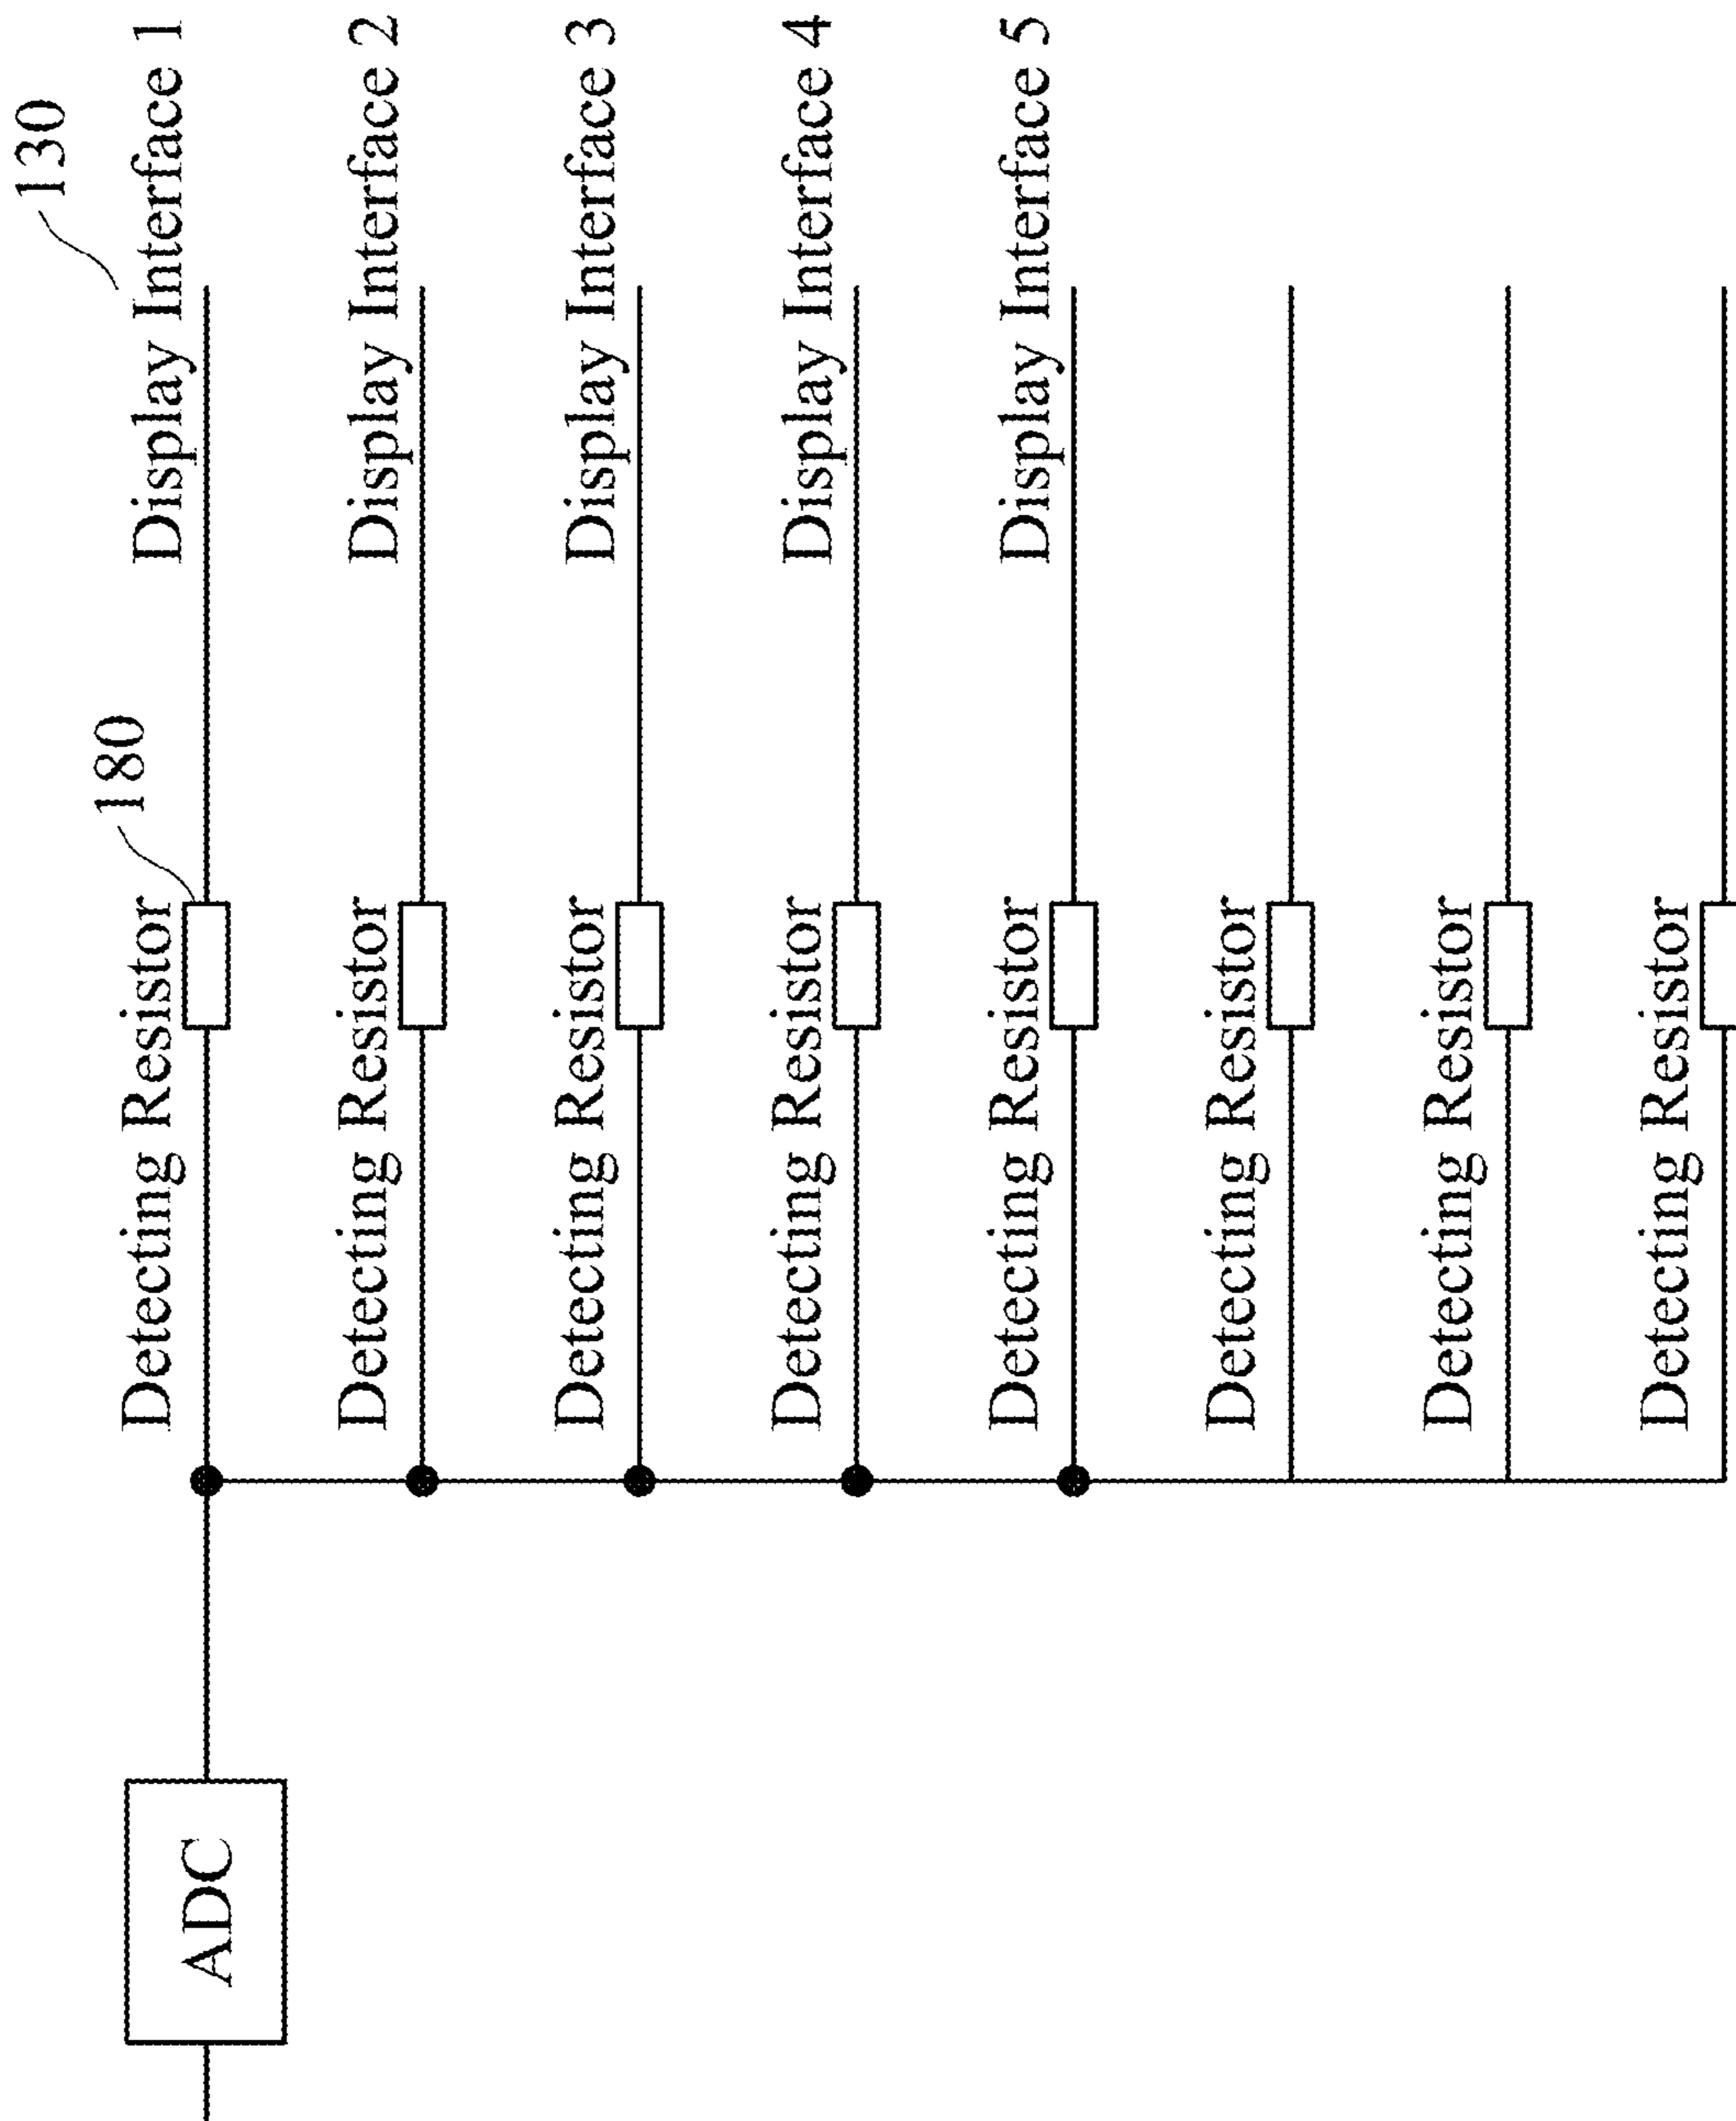 130
Display Interface 1
180
Detecting Resistor
ADC
Display Interface 2
Detecting Resistor
Display Interface 3
Detecting Resistor
Display Interface 4
Detecting Resistor
Display Interface 5
Detecting Resistor
Detecting Resistor
Detecting Resistor
Detecting Resistor